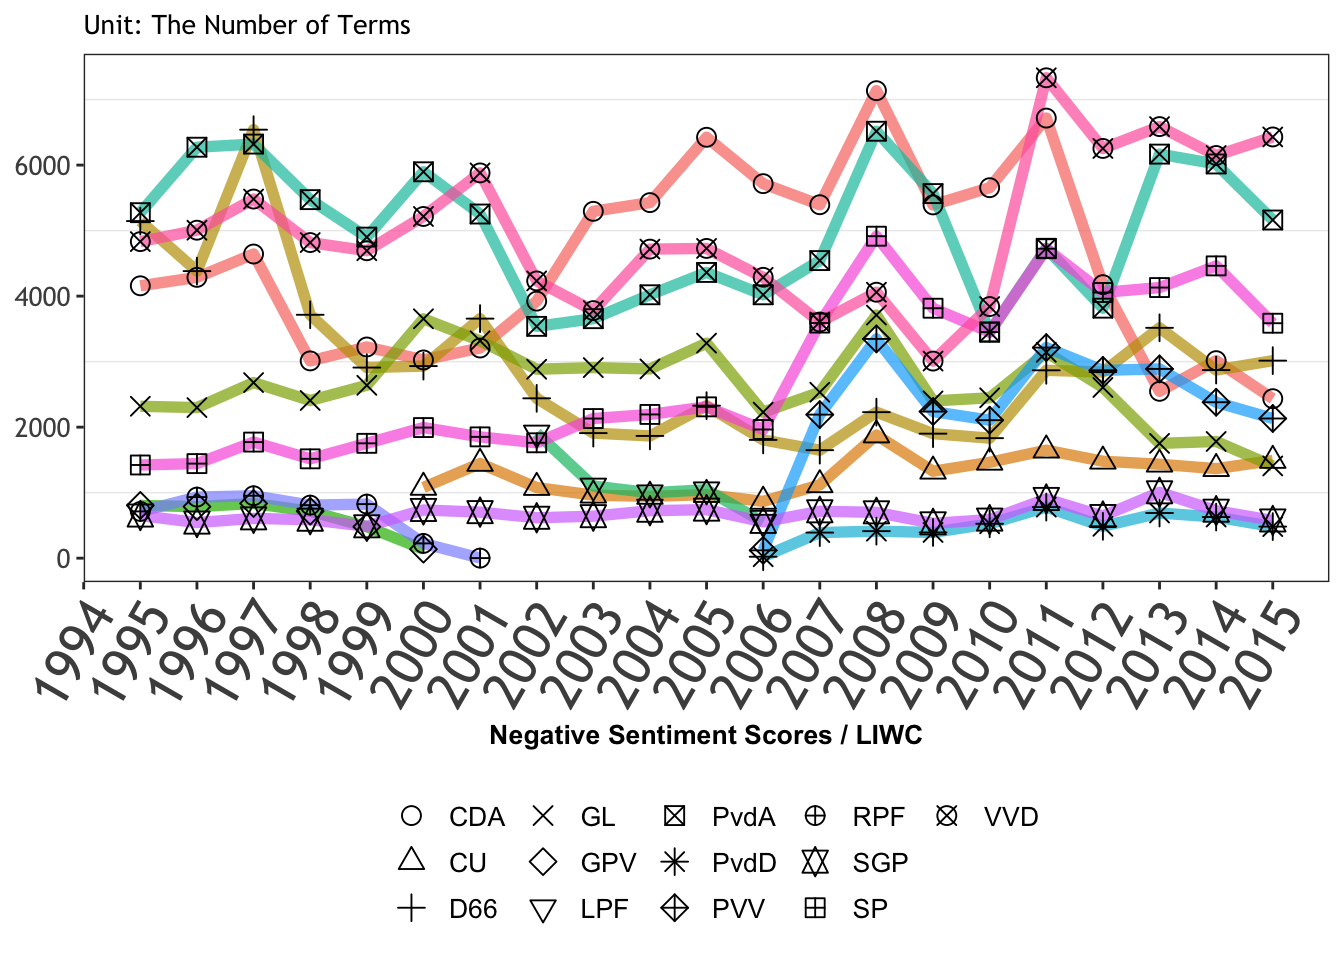 Unit: The Number of Terms
6000
4000
2000
0
1994 1995 1996 1997 1998 1999 2000 2001 2002 2003 2004 2005 2006 2007 2008 2009 2010 2011 2012 2013 2014 2015
Negative Sentiment Scores / LIWC
CDA GL PvdA RPF VVD
CU GPV PvdD SGP
D66 LPF PVV SP